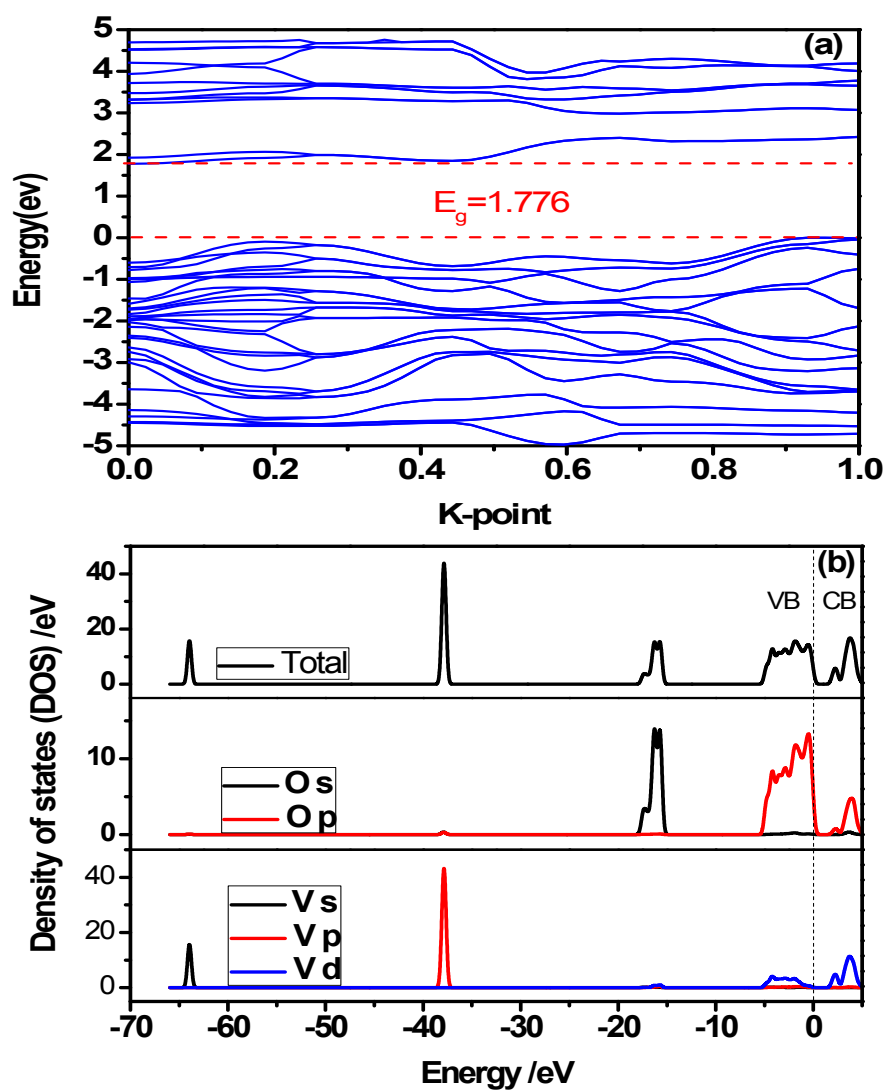 (a)
5
4
3
2
1
0
-1
-2
-3
-4
-5
Energy(ev)
E_g=1.776
0.0 0.2 0.4 0.6 0.8 1.0
K-point
(b)
VB CB
40
20
0
Total
10
0
O s
O p
40
20
0
V s
V p
V d
Density of states (DOS) /eV
-70 -60 -50 -40 -30 -20 -10 0
Energy /eV